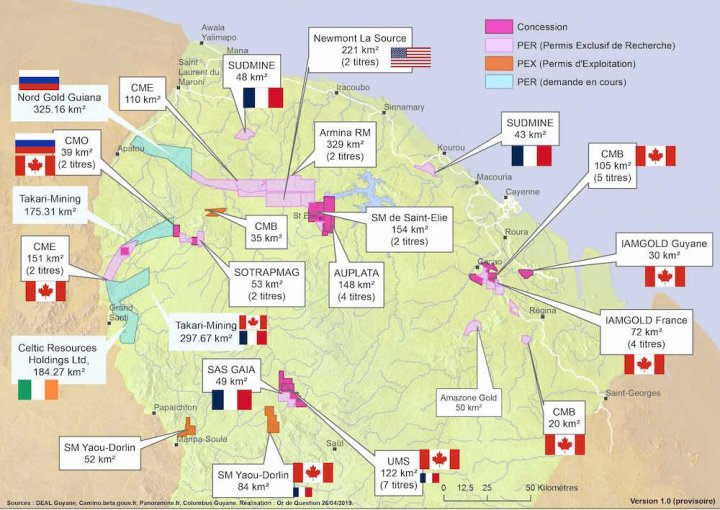 Awala
Yalimapo
Mana
Saint
Laurent du
Maroni
Iracoubo
Sinnamary
Kourou
Macouria
Cayenne
Roura
Cacao
Régina
Saint-Georges
Saül
Maripa-Soula
Papaïchton
Grand
Santi
Apatou
St Elie
Concession
PER (Permis Exclusif de Recherche)
PEX (Permis d'Exploitation)
PER (demande en cours)
Newmont La Source
221 km²
(2 titres)
SUDMINE
48 km²
CME
110 km²
Nord Gold Guiana
325.16 km²
CMO
39 km²
(2 titres)
Armina RM
329 km²
(2 titres)
SUDMINE
43 km²
CMB
105 km²
(5 titres)
Takari-Mining
175.31 km²
CMB
35 km²
SM de Saint-Elie
154 km²
(2 titres)
CME
151 km²
(2 titres)
SOTRAPMAG
53 km²
(2 titres)
AUPLATA
148 km²
(4 titres)
IAMGOLD Guyane
30 km²
IAMGOLD France
72 km²
(4 titres)
Takari-Mining
297.67 km²
Celtic Resources
Holdings Ltd,
184.27 km²
SAS GAIA
49 km²
Amazone Gold
50 km²
CMB
20 km²
SM Yaou-Dorlin
52 km²
SM Yaou-Dorlin
84 km²
UMS
122 km²
(7 titres)
0 12,5 25 50 Kilomètres
Sources : DEAL Guyane, Camino.beta.gouv.fr, Panoramine.fr, Colombus Guyane. Réalisation : Or de Question 26/04/2019.
Version 1.0 (provisoire)